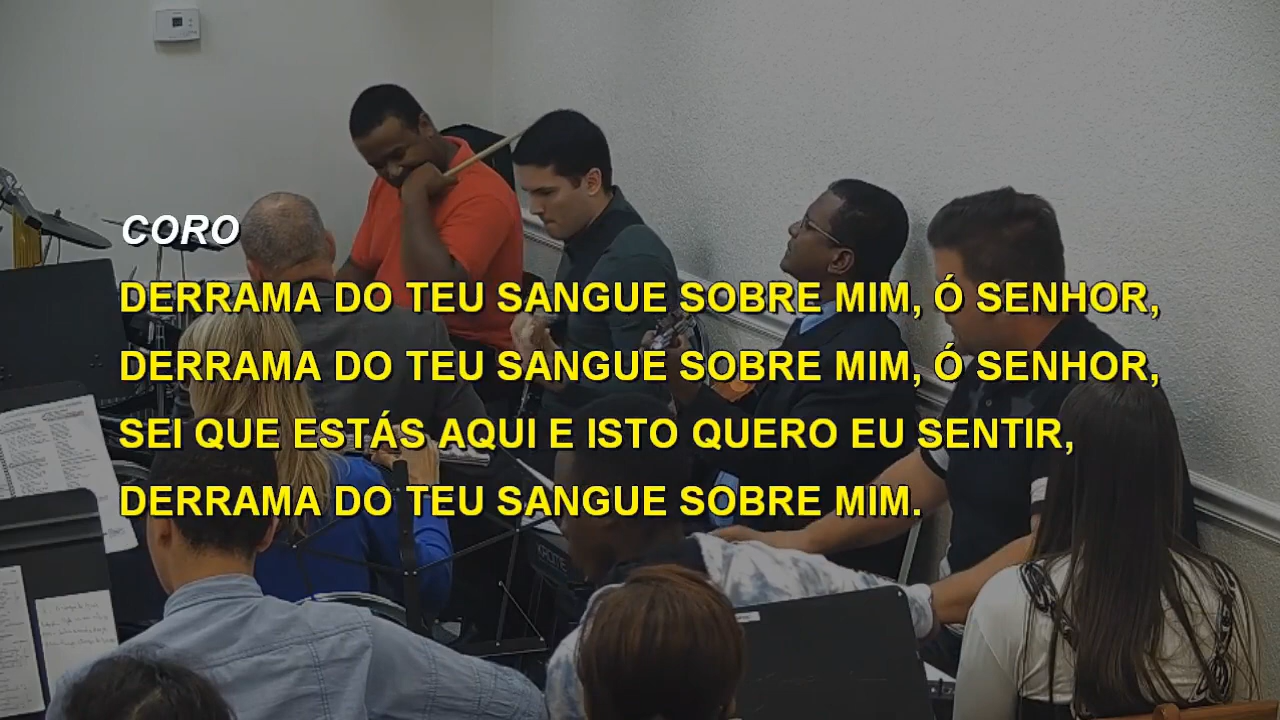 CORO
DERRAMA DO TEU SANGUE SOBRE MIM, Ó SENHOR,
DERRAMA DO TEU SANGUE SOBRE MIM, Ó SENHOR,
SEI QUE ESTÁS AQUI E ISTO QUERO EU SENTIR,
DERRAMA DO TEU SANGUE SOBRE MIM.